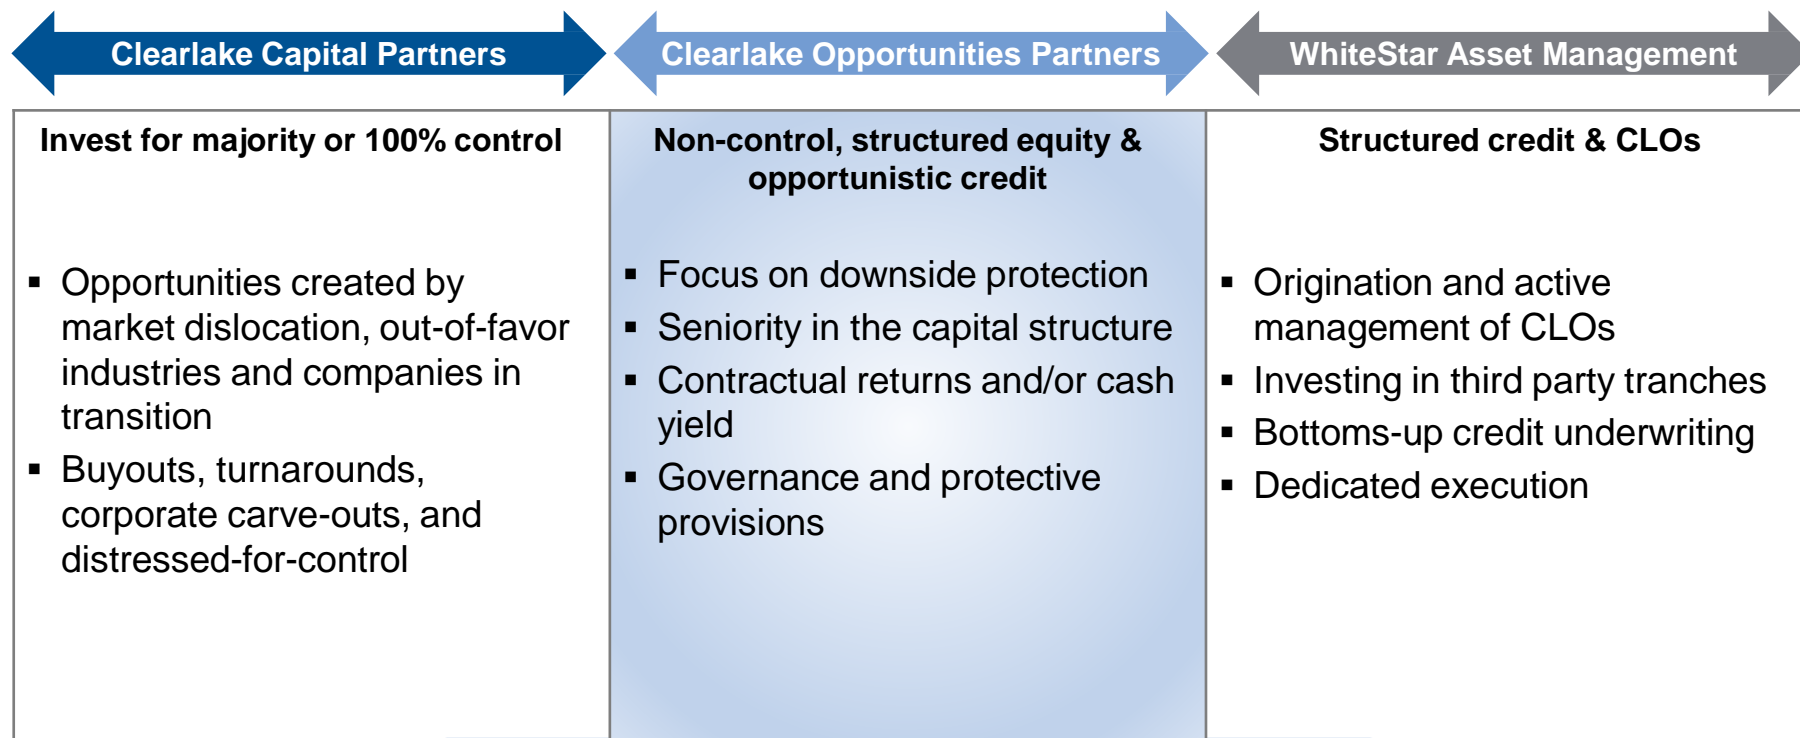 Clearlake Capital Partners
Clearlake Opportunities Partners
WhiteStar Asset Management
Invest for majority or 100% control
▪ Opportunities created by
market dislocation, out-of-favor
industries and companies in
transition
▪ Buyouts, turnarounds,
corporate carve-outs, and
distressed-for-control
Non-control, structured equity &
opportunistic credit
▪ Focus on downside protection
▪ Seniority in the capital structure
▪ Contractual returns and/or cash
yield
▪ Governance and protective
provisions
Structured credit & CLOs
▪ Origination and active
management of CLOs
▪ Investing in third party tranches
▪ Bottoms-up credit underwriting
▪ Dedicated execution